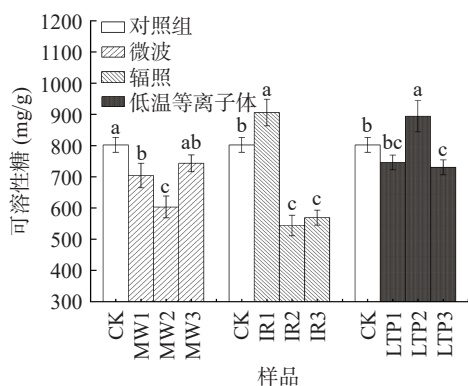 1200
1100
1000
900
800
700
600
500
400
300
可溶性糖 (mg/g)
对照组
微波
辐照
低温等离子体
a
b
c
ab
b
a
c
c
b
bc
a
c
CK
MW1
MW2
MW3
CK
IR1
IR2
IR3
CK
LTP1
LTP2
LTP3
样品